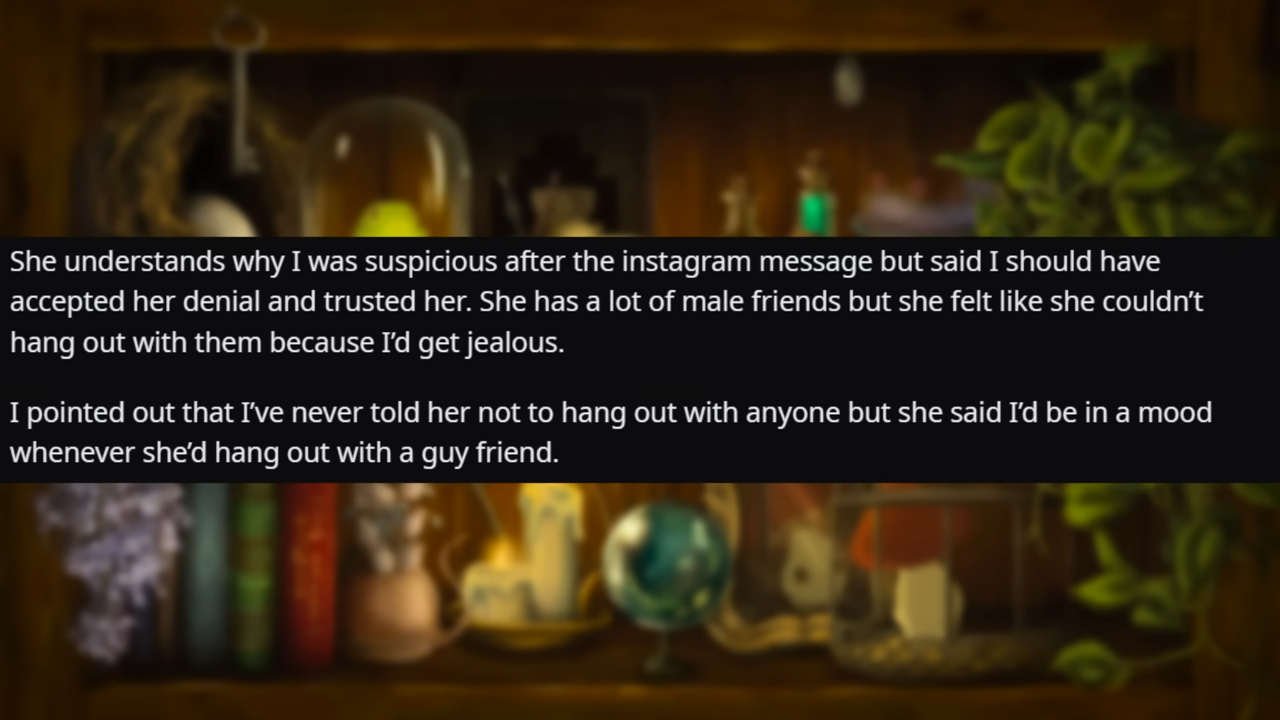 She understands why I was suspicious after the instagram message but said I should have
accepted her denial and trusted her. She has a lot of male friends but she felt like she couldn’t
hang out with them because I’d get jealous.
I pointed out that I’ve never told her not to hang out with anyone but she said I’d be in a mood
whenever she’d hang out with a guy friend.